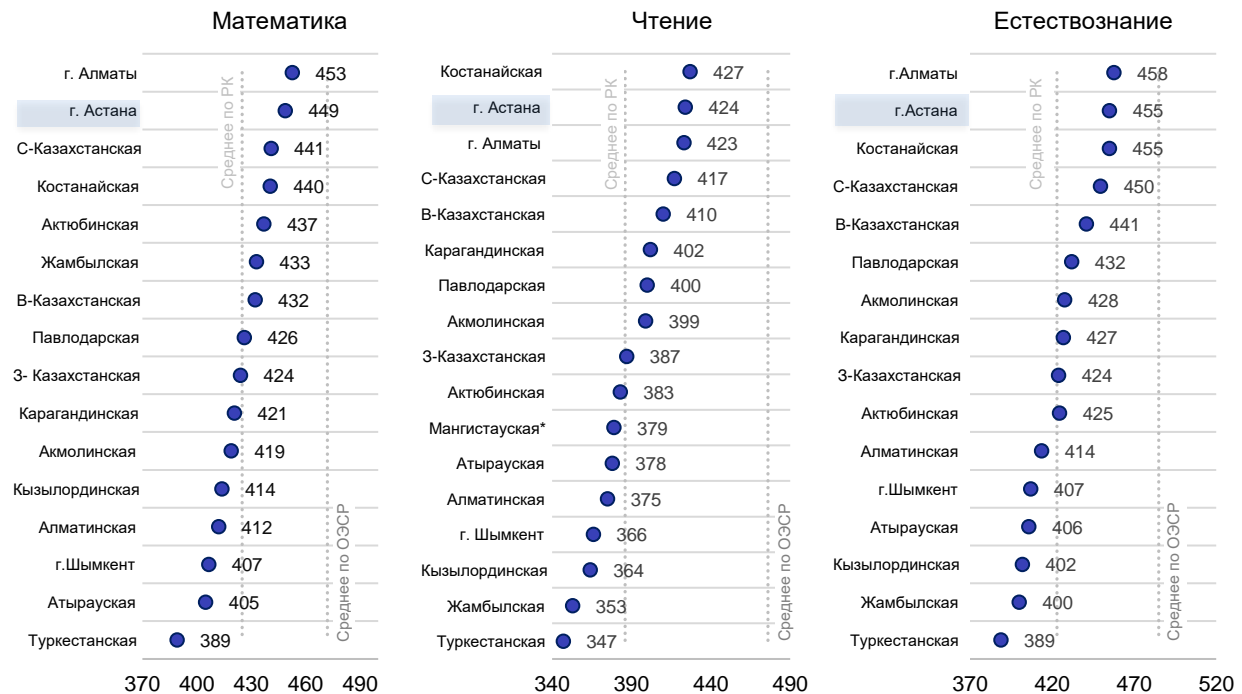 Математика
г. Алматы 453
г. Астана 449
С-Казахстанская 441
Костанайская 440
Актюбинская 437
Жамбылская 433
В-Казахстанская 432
Павлодарская 426
З- Казахстанская 424
Карагандинская 421
Акмолинская 419
Кызылординская 414
Алматинская 412
г.Шымкент 407
Атырауская 405
Туркестанская 389
Среднее по РК
Среднее по ОЭСР
370 400 430 460 490
Чтение
Костанайская 427
г. Астана 424
г. Алматы 423
С-Казахстанская 417
В-Казахстанская 410
Карагандинская 402
Павлодарская 400
Акмолинская 399
З-Казахстанская 387
Актюбинская 383
Мангистауская* 379
Атырауская 378
Алматинская 375
г. Шымкент 366
Кызылординская 364
Жамбылская 353
Туркестанская 347
Среднее по РК
Среднее по ОЭСР
340 390 440 490
Естествознание
г.Алматы 458
г.Астана 455
Костанайская 455
С-Казахстанская 450
В-Казахстанская 441
Павлодарская 432
Акмолинская 428
Карагандинская 427
З-Казахстанская 424
Актюбинская 425
Алматинская 414
г.Шымкент 407
Атырауская 406
Кызылординская 402
Жамбылская 400
Туркестанская 389
Среднее по РК
Среднее по ОЭСР
370 420 470 520